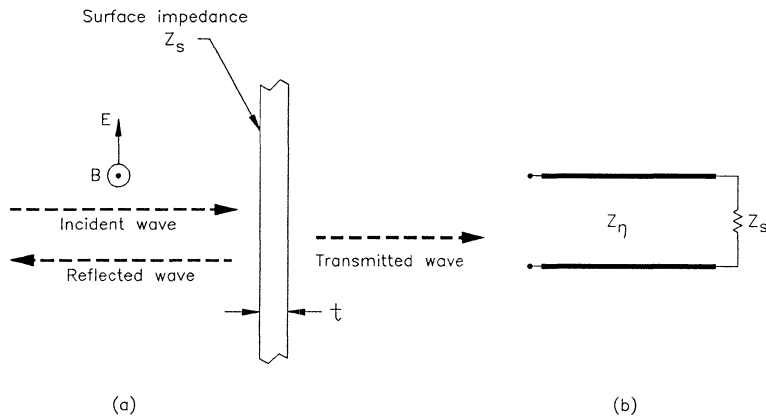 Surface impedance
Z_s
E
B
Incident wave
Reflected wave
Transmitted wave
t
Z_η
Z_s
(a)
(b)